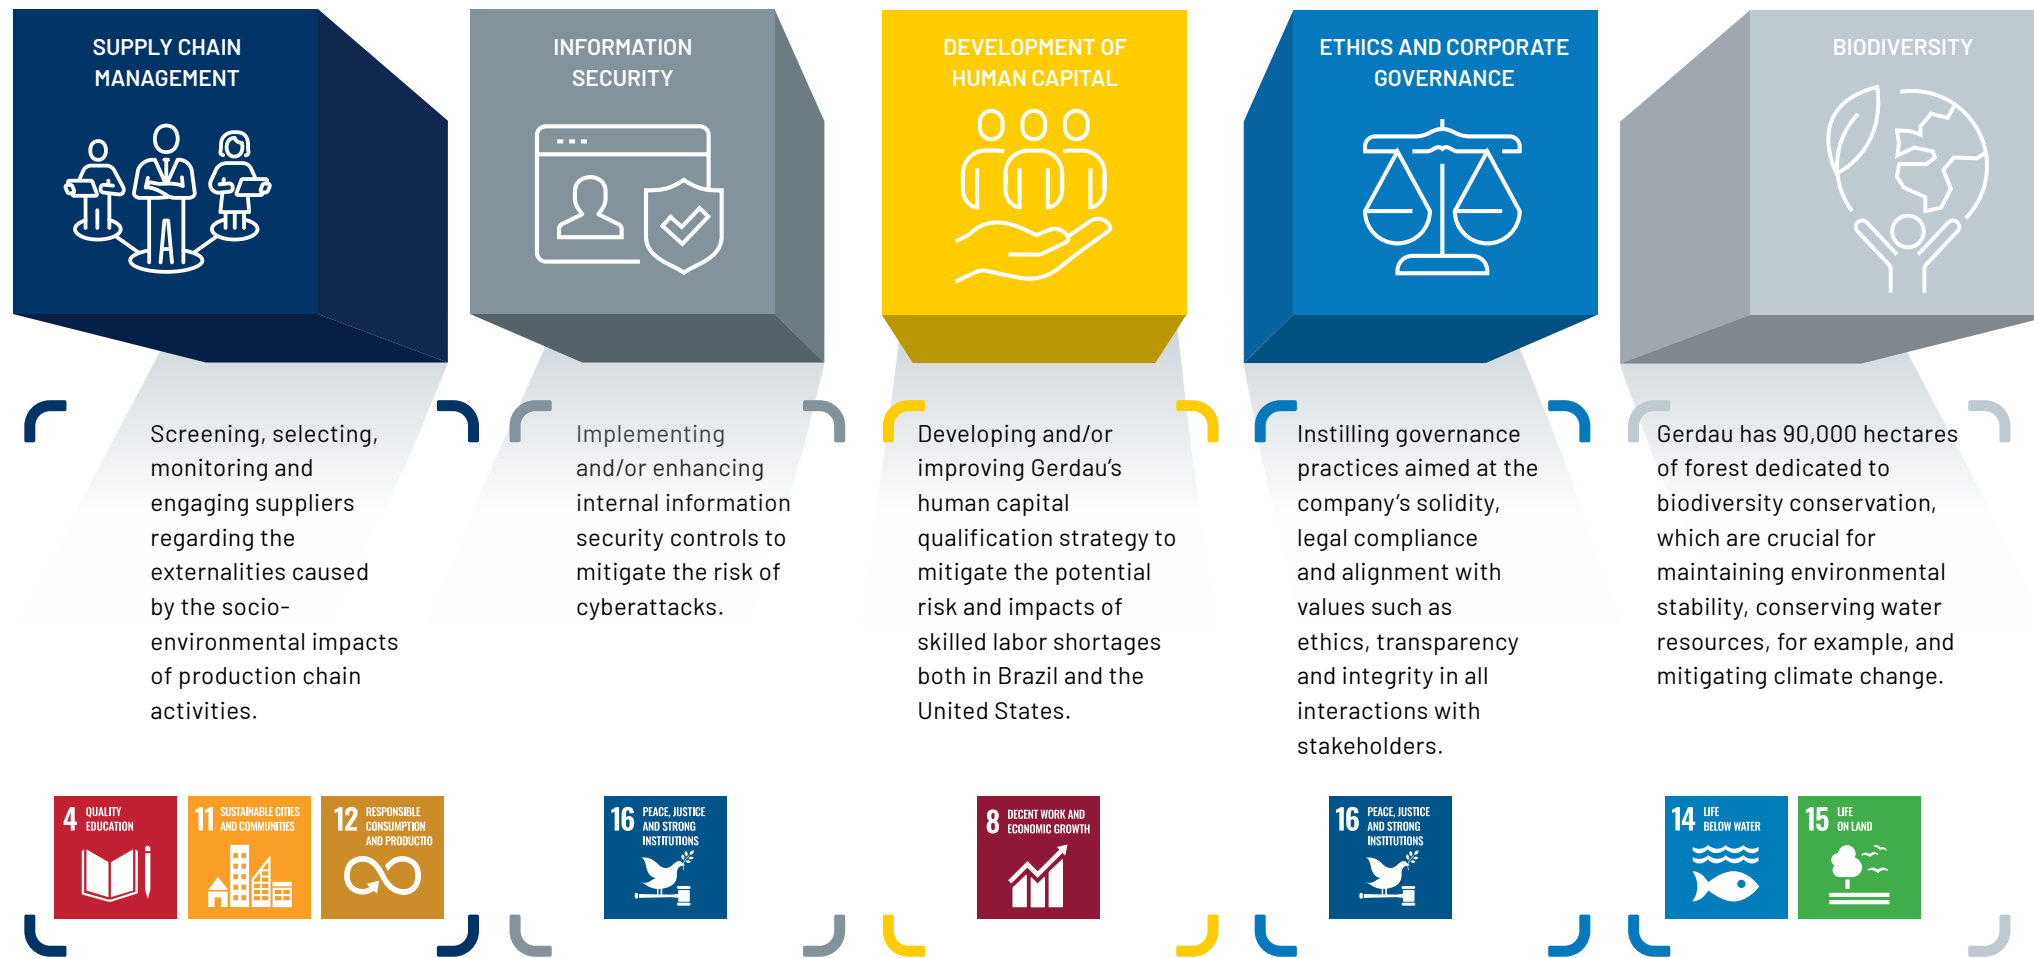 SUPPLY CHAIN
MANAGEMENT
Screening, selecting,
monitoring and
engaging suppliers
regarding the
externalities caused
by the socio-
environmental impacts
of production chain
activities.
4 QUALITY
EDUCATION
11 SUSTAINABLE CITIES
AND COMMUNITIES
12 RESPONSIBLE
CONSUMPTION
AND PRODUCTIO
INFORMATION
SECURITY
Implementing
and/or enhancing
internal information
security controls to
mitigate the risk of
cyberattacks.
16 PEACE, JUSTICE
AND STRONG
INSTITUTIONS
DEVELOPMENT OF
HUMAN CAPITAL
Developing and/or
improving Gerdau's
human capital
qualification strategy to
mitigate the potential
risk and impacts of
skilled labor shortages
both in Brazil and the
United States.
8 DECENT WORK AND
ECONOMIC GROWTH
ETHICS AND CORPORATE
GOVERNANCE
Instilling governance
practices aimed at the
company's solidity,
legal compliance
and alignment with
values such as
ethics, transparency
and integrity in all
interactions with
stakeholders.
16 PEACE, JUSTICE
AND STRONG
INSTITUTIONS
BIODIVERSITY
Gerdau has 90,000 hectares
of forest dedicated to
biodiversity conservation,
which are crucial for
maintaining environmental
stability, conserving water
resources, for example, and
mitigating climate change.
14 LIFE
BELOW WATER
15 LIFE
ON LAND